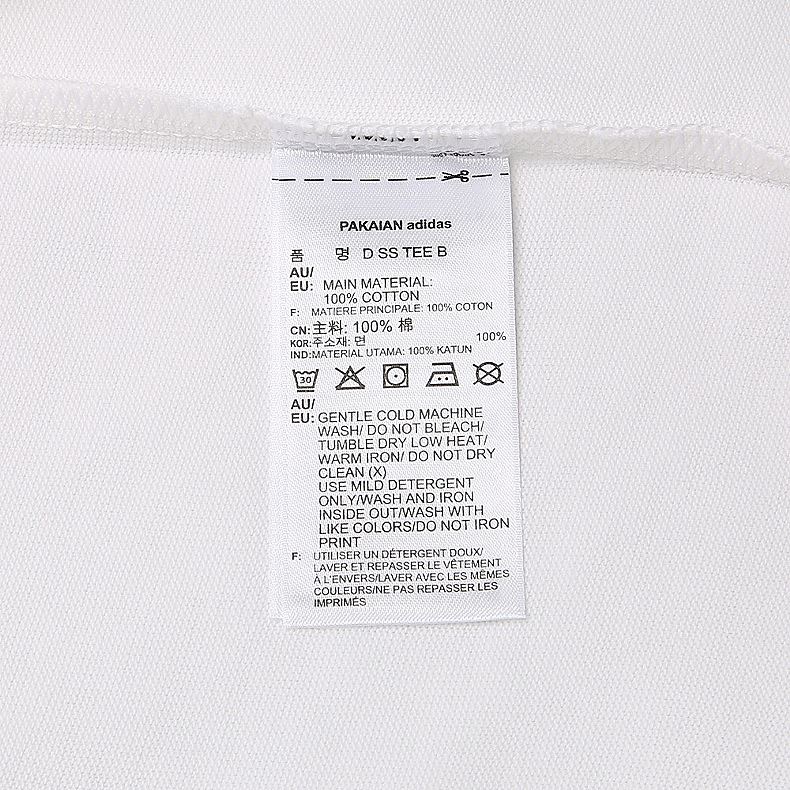 PAKAIAN adidas
품 명 D SS TEE B
AU/
EU: MAIN MATERIAL:
100% COTTON
F: MATIERE PRINCIPALE: 100% COTON
CN:主料: 100% 棉
KOR:주소재: 면 100%
IND:MATERIAL UTAMA: 100% KATUN
30
AU/
EU: GENTLE COLD MACHINE
WASH/ DO NOT BLEACH/
TUMBLE DRY LOW HEAT/
WARM IRON/ DO NOT DRY
CLEAN (X)
USE MILD DETERGENT
ONLY/WASH AND IRON
INSIDE OUT/WASH WITH
LIKE COLORS/DO NOT IRON
PRINT
F: UTILISER UN DÉTERGENT DOUX/
LAVER ET REPASSER LE VÊTEMENT
À L'ENVERS/LAVER AVEC LES MÊMES
COULEURS/NE PAS REPASSER LES
IMPRIMÉS